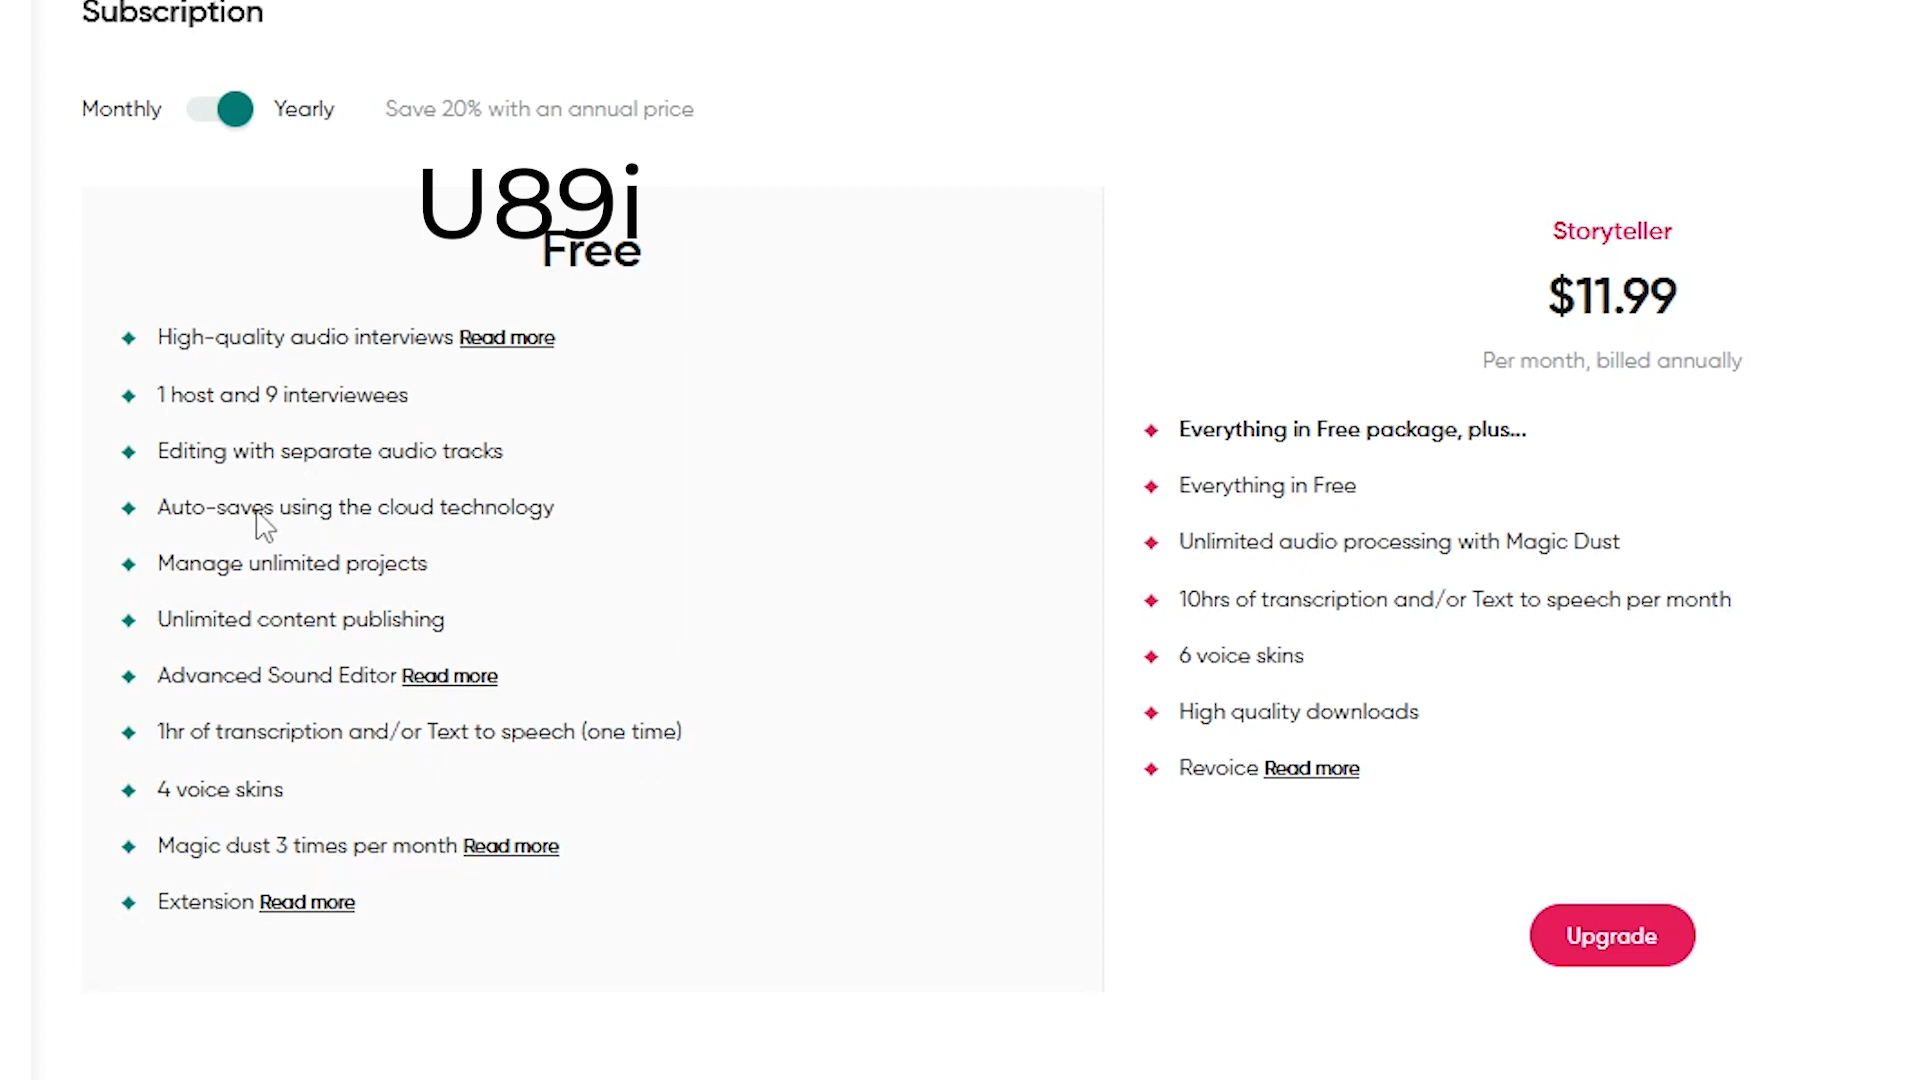 Subscription
Monthly Yearly Save 20% with an annual price
U89i
Free
High-quality audio interviews Read more
1 host and 9 interviewees
Editing with separate audio tracks
Auto-saves using the cloud technology
Manage unlimited projects
Unlimited content publishing
Advanced Sound Editor Read more
1hr of transcription and/or Text to speech (one time)
4 voice skins
Magic dust 3 times per month Read more
Extension Read more
Storyteller
$11.99
Per month, billed annually
Everything in Free package, plus...
Everything in Free
Unlimited audio processing with Magic Dust
10hrs of transcription and/or Text to speech per month
6 voice skins
High quality downloads
Revoice Read more
Upgrade